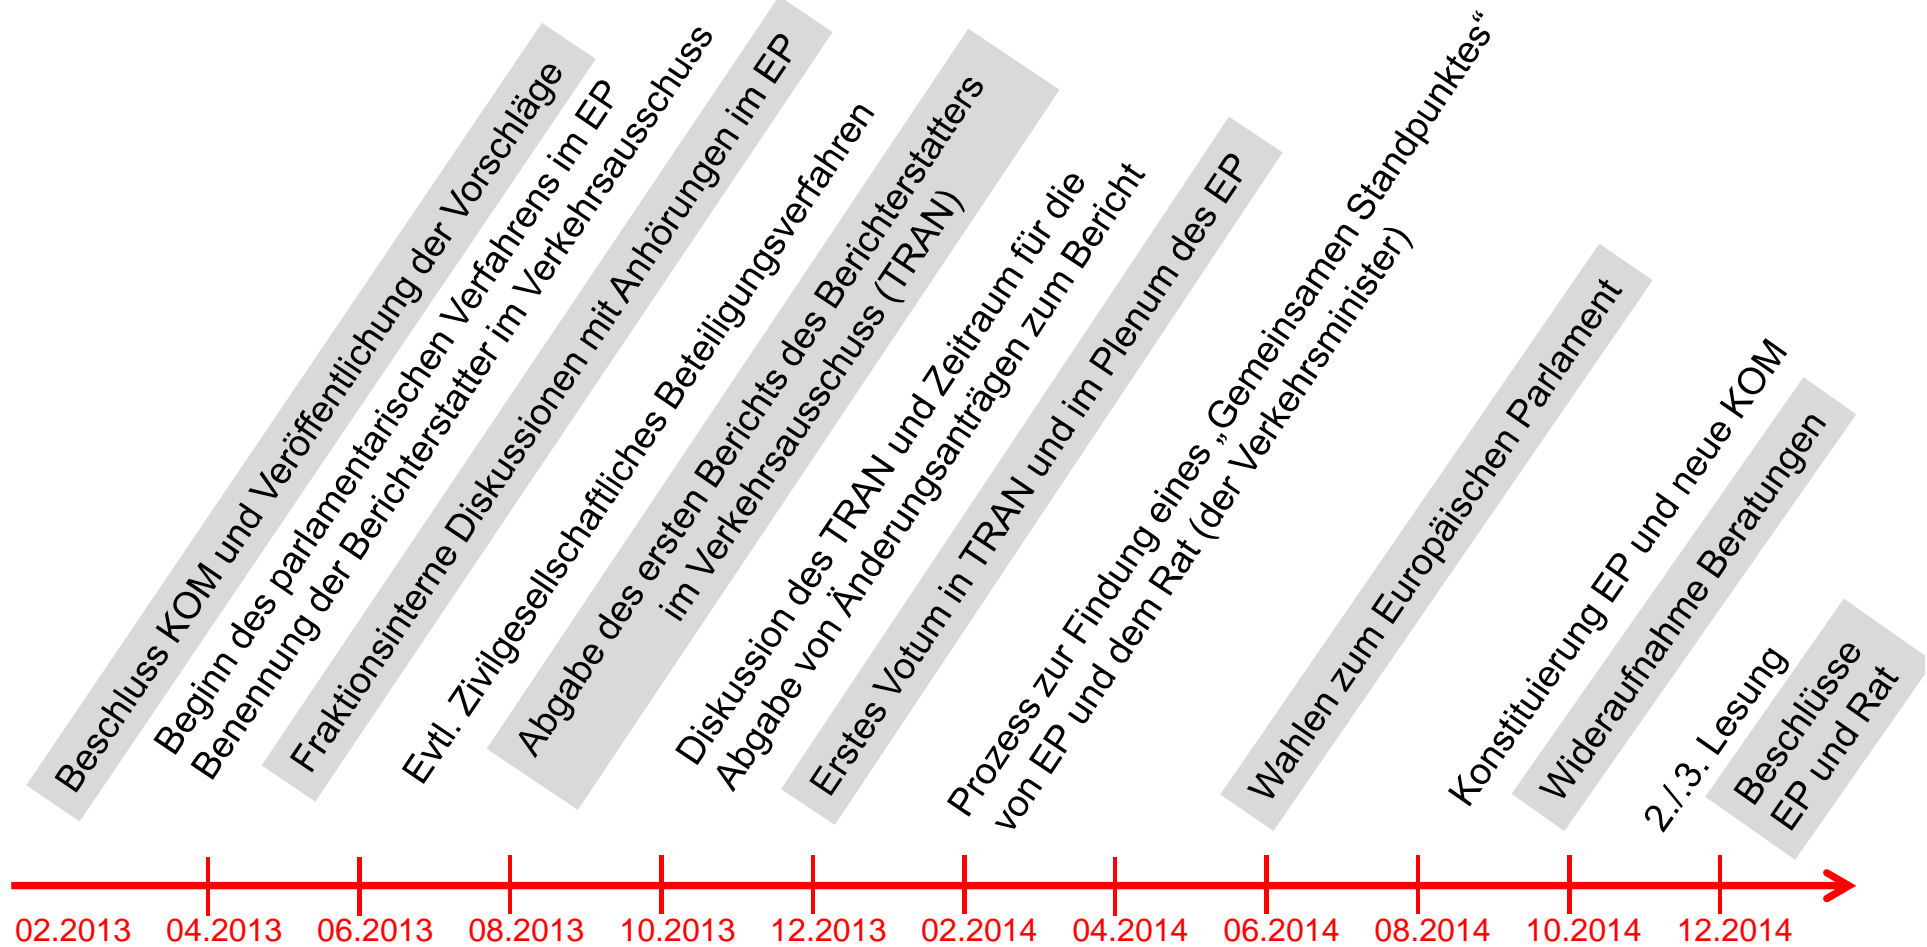 Beschluss KOM und Veröffentlichung der Vorschläge
Beginn des parlamentarischen Verfahrens im EP
Benennung der Berichterstatter im Verkehrsausschuss
Fraktionsinterne Diskussionen mit Anhörungen im EP
Evtl. Zivilgesellschaftliches Beteiligungsverfahren
Abgabe des ersten Berichts des Berichterstatters
im Verkehrsausschuss (TRAN)
Diskussion des TRAN und Zeitraum für die
Abgabe von Änderungsanträgen zum Bericht
Erstes Votum in TRAN und im Plenum des EP
Prozess zur Findung eines „Gemeinsamen Standpunktes“
von EP und dem Rat (der Verkehrsminister)
Wahlen zum Europäischen Parlament
Konstituierung EP und neue KOM
Wideraufnahme Beratungen
2./.3. Lesung
Beschlüsse
EP und Rat
02.2013 04.2013 06.2013 08.2013 10.2013 12.2013 02.2014 04.2014 06.2014 08.2014 10.2014 12.2014